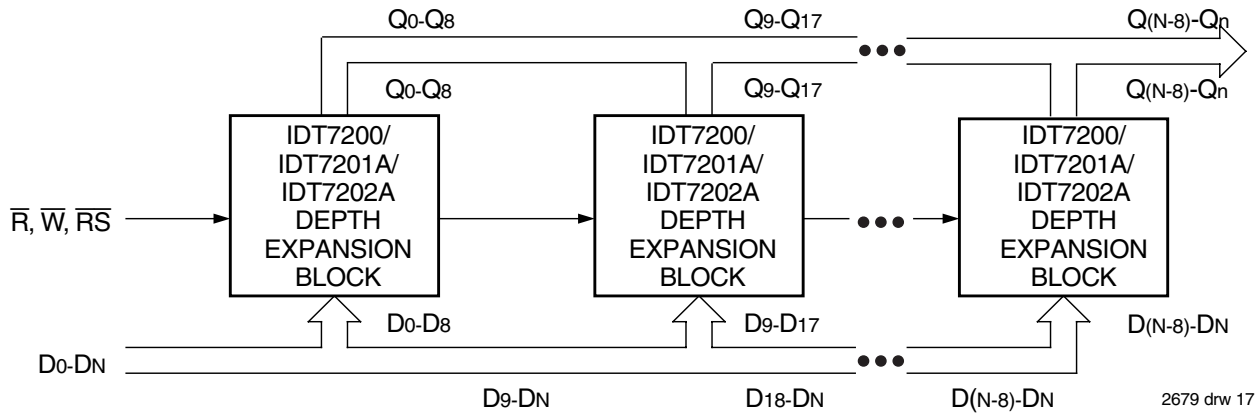 Q0-Q8 Q9-Q17 Q(N-8)-Qn
Q0-Q8 Q9-Q17 Q(N-8)-Qn
IDT7200/
IDT7201A/
IDT7202A
DEPTH
EXPANSION
BLOCK
IDT7200/
IDT7201A/
IDT7202A
DEPTH
EXPANSION
BLOCK
IDT7200/
IDT7201A/
IDT7202A
DEPTH
EXPANSION
BLOCK
R̅, W̅, R̅S̅
D0-D8 D9-D17 D(N-8)-DN
D0-DN
D9-DN D18-DN D(N-8)-DN
2679 drw 17